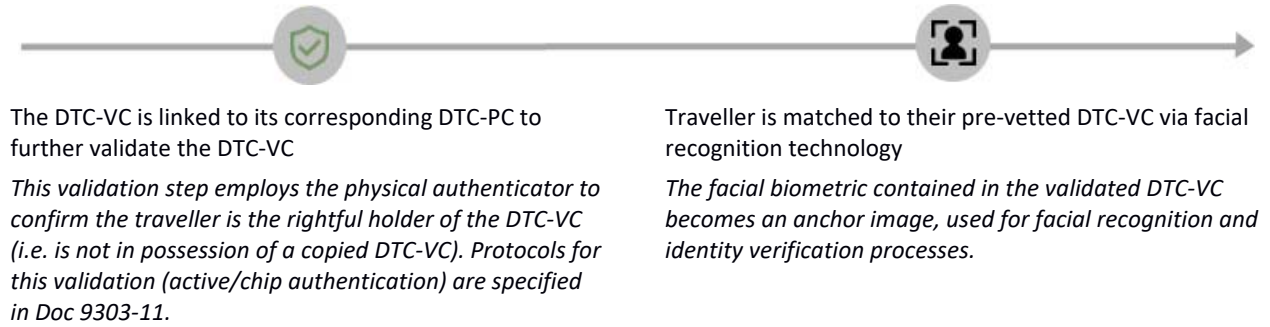 The DTC-VC is linked to its corresponding DTC-PC to
further validate the DTC-VC
This validation step employs the physical authenticator to
confirm the traveller is the rightful holder of the DTC-VC
(i.e. is not in possession of a copied DTC-VC). Protocols for
this validation (active/chip authentication) are specified
in Doc 9303-11.
Traveller is matched to their pre-vetted DTC-VC via facial
recognition technology
The facial biometric contained in the validated DTC-VC
becomes an anchor image, used for facial recognition and
identity verification processes.